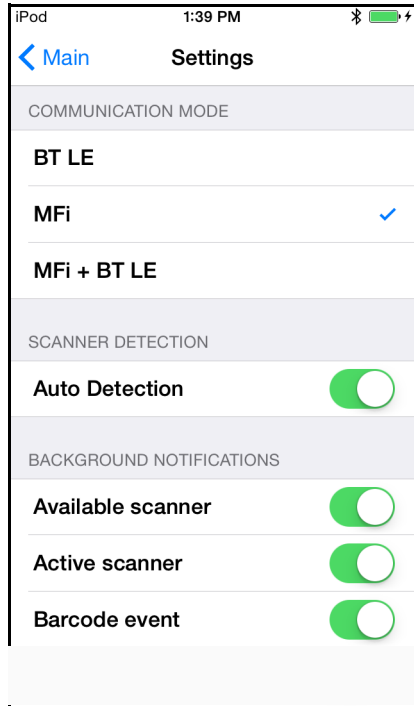 iPod 1:39 PM
Main Settings
COMMUNICATION MODE
BT LE
MFi
MFi + BT LE
SCANNER DETECTION
Auto Detection
BACKGROUND NOTIFICATIONS
Available scanner
Active scanner
Barcode event